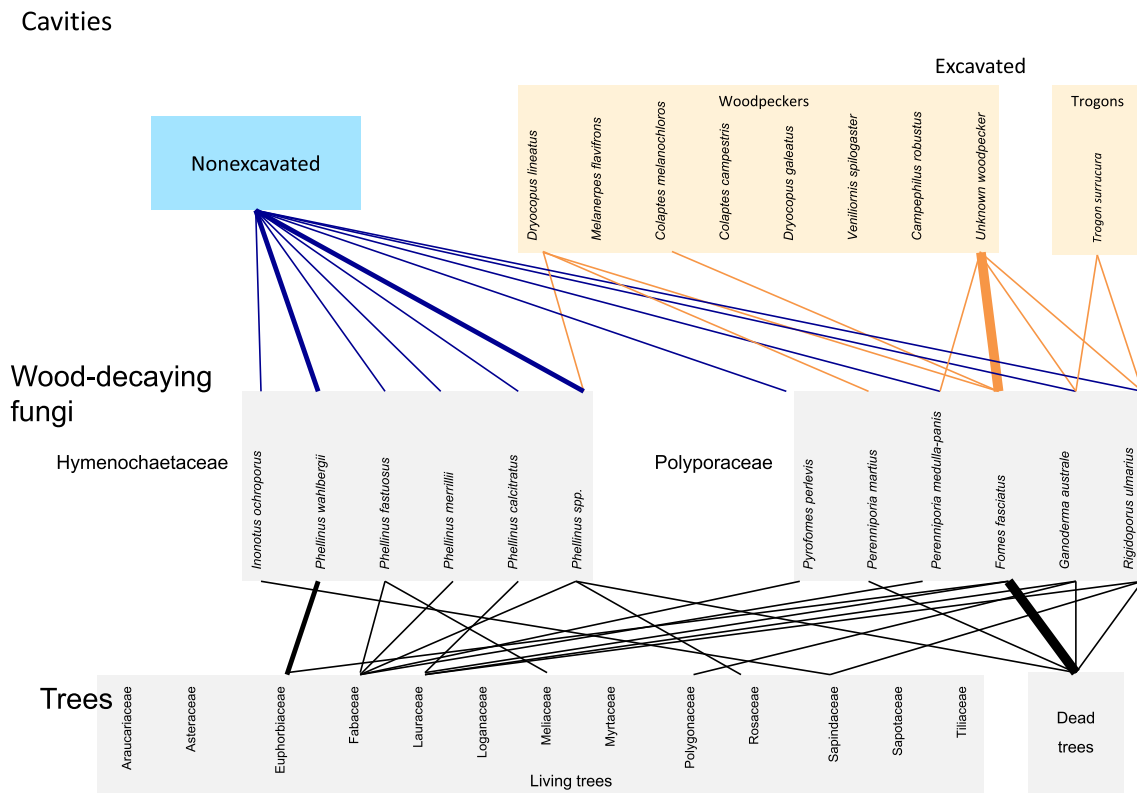 Cavities
Excavated
Woodpeckers
Trogons
Nonexcavated
Dryocopus lineatus
Melanerpes flavifrons
Colaptes melanochloros
Colaptes campestris
Dryocopus galeatus
Veniliornis spilogaster
Campephilus robustus
Unknown woodpecker
Trogon surrucura
Wood-decaying
fungi
Hymenochaetaceae
Inonotus ochroporus
Phellinus wahlbergii
Phellinus fastuosus
Phellinus merrillii
Phellinus calcitratus
Phellinus spp.
Polyporaceae
Pyrofomes perlevis
Perenniporia martius
Perenniporia medulla-panis
Fomes fasciatus
Ganoderma australe
Rigidoporus ulmarius
Trees
Araucariaceae
Asteraceae
Euphorbiaceae
Fabaceae
Lauraceae
Loganaceae
Meliaceae
Myrtaceae
Polygonaceae
Rosaceae
Sapindaceae
Sapotaceae
Tiliaceae
Living trees
Dead
trees